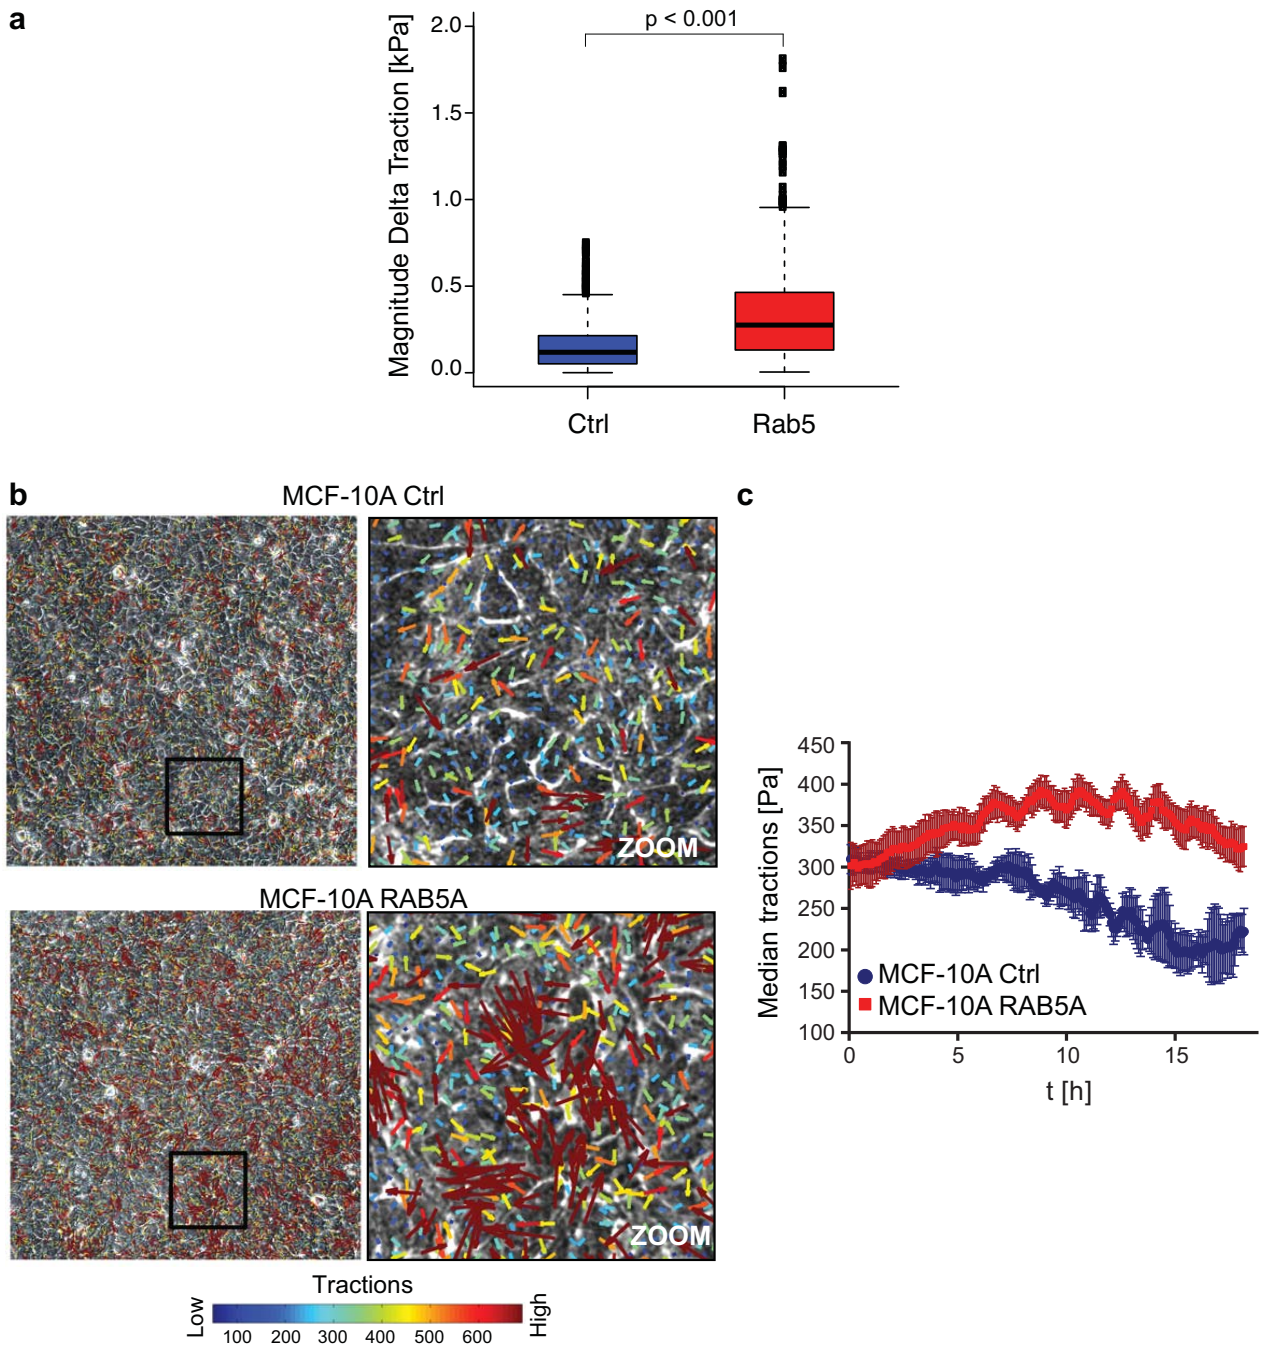 a
p < 0.001
Magnitude Delta Traction [kPa]
2.0
1.5
1.0
0.5
0.0
Ctrl
Rab5
b
MCF-10A Ctrl
ZOOM
MCF-10A RAB5A
ZOOM
Tractions
Low
High
100 200 300 400 500 600
c
Median tractions [Pa]
450
400
350
300
250
200
150
100
MCF-10A Ctrl
MCF-10A RAB5A
0 5 10 15
t [h]